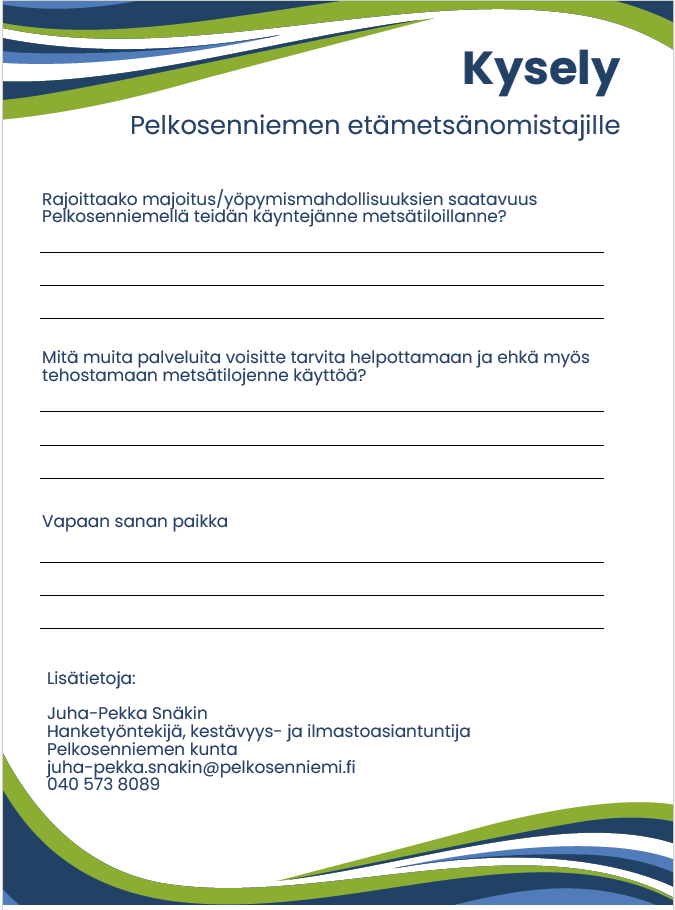 Kysely
Pelkosenniemen etämetsänomistajille
Rajoittaako majoitus/yöpymismahdollisuuksien saatavuus
Pelkosenniemellä teidän käyntejänne metsätiloillanne?
Mitä muita palveluita voisitte tarvita helpottamaan ja ehkä myös
tehostamaan metsätilojenne käyttöä?
Vapaan sanan paikka
Lisätietoja:
Juha-Pekka Snäkin
Hanketyöntekijä, kestävyys- ja ilmastoasiantuntija
Pelkosenniemen kunta
juha-pekka.snakin@pelkosenniemi.fi
040 573 8089